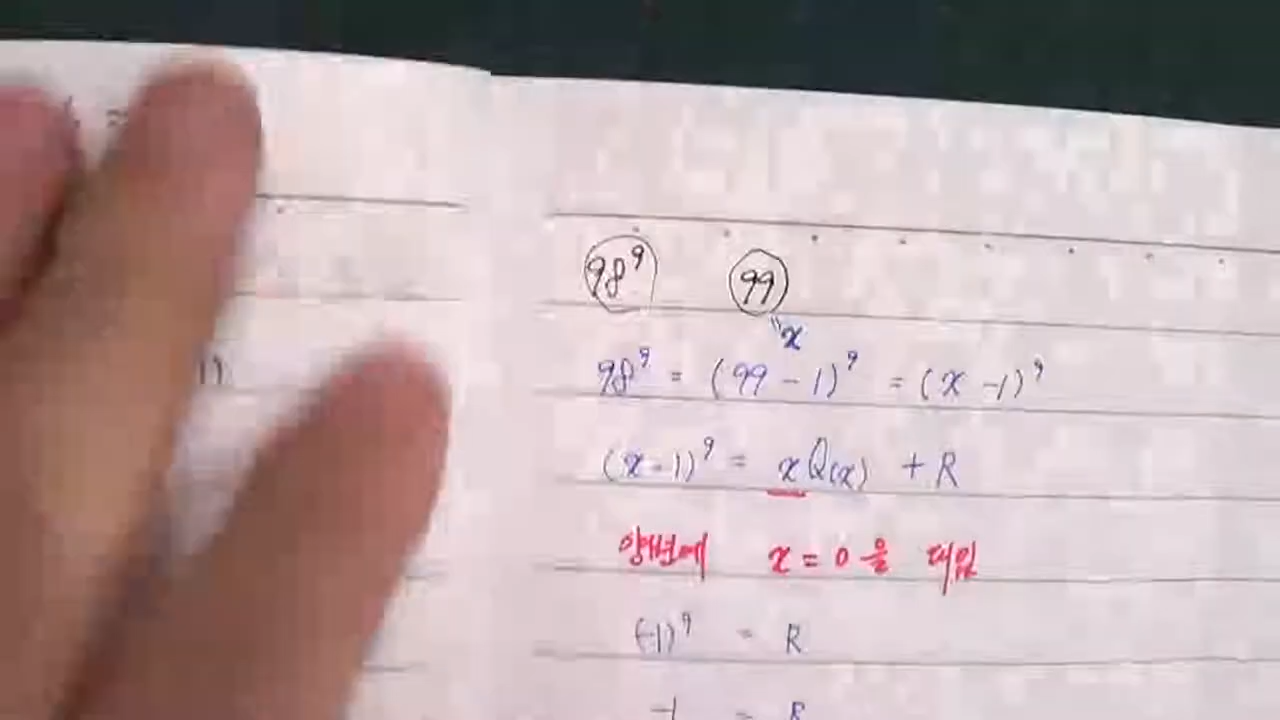 98⁹ 99
"x
98⁹ = (99 - 1)⁹ = (x - 1)⁹
(x - 1)⁹ = xQ(x) + R
양변에 x = 0을 대입
(-1)⁹ = R
-1 = R